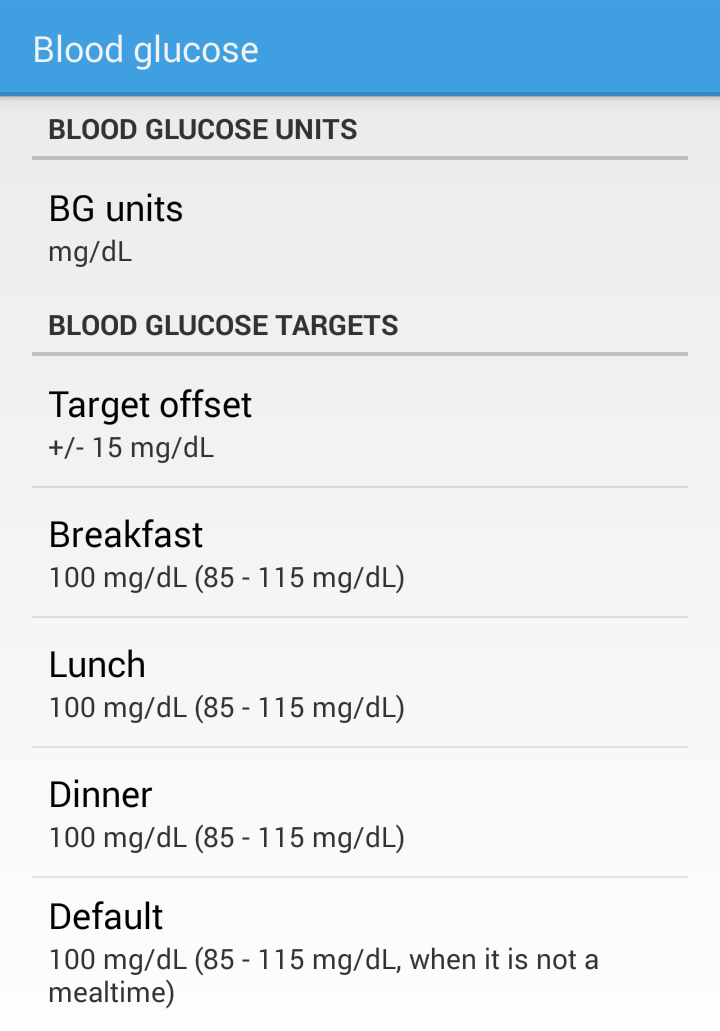 Blood glucose
BLOOD GLUCOSE UNITS
BG units
mg/dL
BLOOD GLUCOSE TARGETS
Target offset
+/- 15 mg/dL
Breakfast
100 mg/dL (85 - 115 mg/dL)
Lunch
100 mg/dL (85 - 115 mg/dL)
Dinner
100 mg/dL (85 - 115 mg/dL)
Default
100 mg/dL (85 - 115 mg/dL, when it is not a
mealtime)